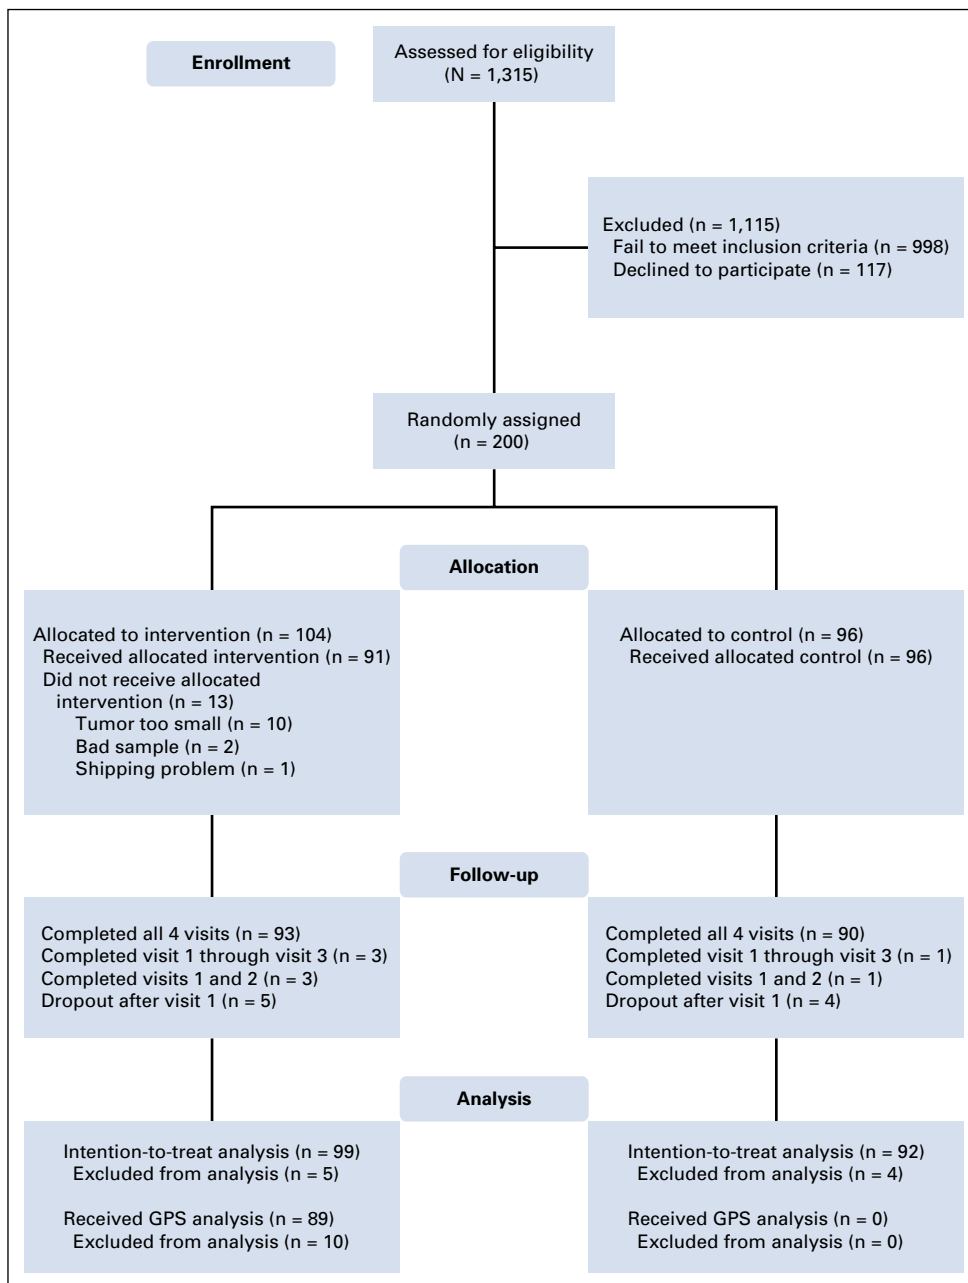 Enrollment
Assessed for eligibility
(N = 1,315)
Excluded (n = 1,115)
Fail to meet inclusion criteria (n = 998)
Declined to participate (n = 117)
Randomly assigned
(n = 200)
Allocation
Allocated to intervention (n = 104)
Received allocated intervention (n = 91)
Did not receive allocated
intervention (n = 13)
Tumor too small (n = 10)
Bad sample (n = 2)
Shipping problem (n = 1)
Allocated to control (n = 96)
Received allocated control (n = 96)
Follow-up
Completed all 4 visits (n = 93)
Completed visit 1 through visit 3 (n = 3)
Completed visits 1 and 2 (n = 3)
Dropout after visit 1 (n = 5)
Completed all 4 visits (n = 90)
Completed visit 1 through visit 3 (n = 1)
Completed visits 1 and 2 (n = 1)
Dropout after visit 1 (n = 4)
Analysis
Intention-to-treat analysis (n = 99)
Excluded from analysis (n = 5)
Received GPS analysis (n = 89)
Excluded from analysis (n = 10)
Intention-to-treat analysis (n = 92)
Excluded from analysis (n = 4)
Received GPS analysis (n = 0)
Excluded from analysis (n = 0)